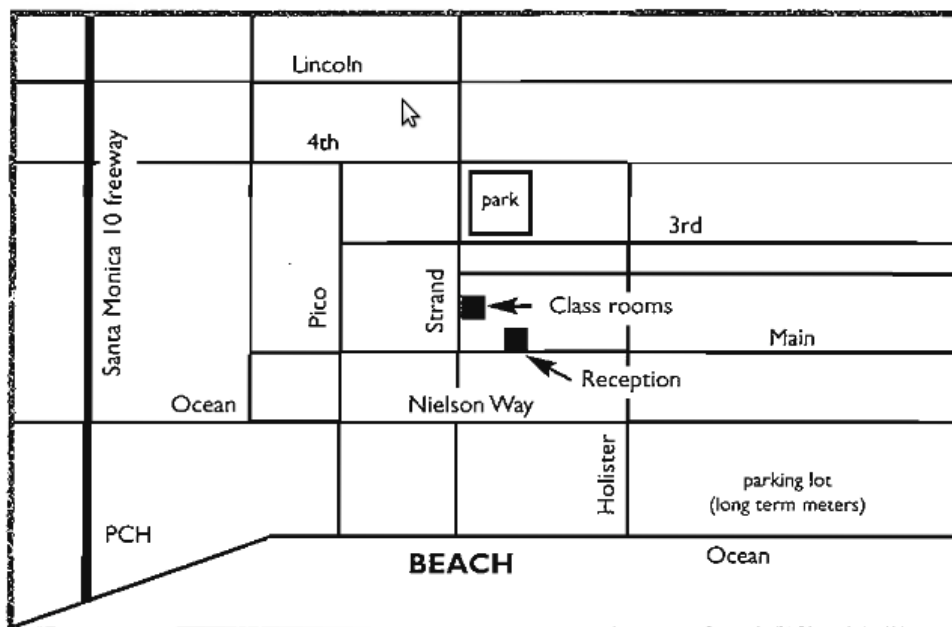 Lincoln
4th
Santa Monica 10 freeway
park
3rd
Pico
Strand
Class rooms
Main
Reception
Ocean
Nielson Way
Holister
parking lot
(long term meters)
PCH
BEACH
Ocean